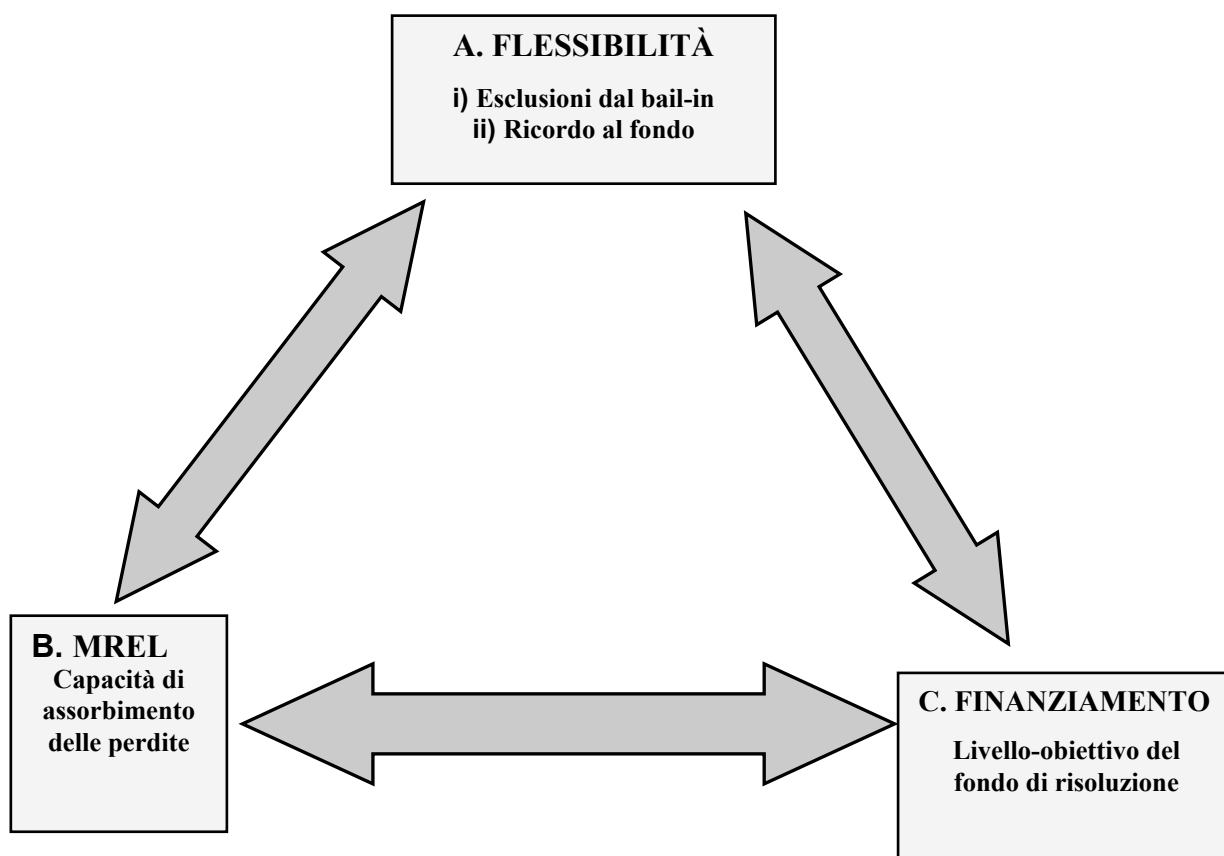 A. FLESSIBILITÀ
i) Esclusioni dal bail-in
ii) Ricordo al fondo
B. MREL
Capacità di
assorbimento
delle perdite
C. FINANZIAMENTO
Livello-obiettivo del
fondo di risoluzione